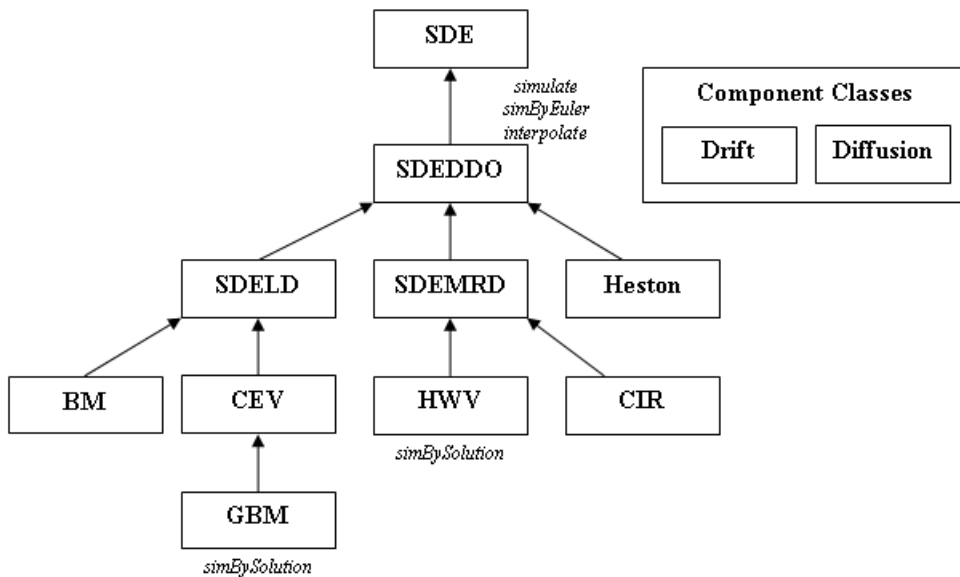 SDE
simulate
simByEuler
interpolate
Component Classes
Drift Diffusion
SDEDDO
SDELD SDEMRD Heston
BM CEV HWV CIR
simBySolution
GBM
simBySolution